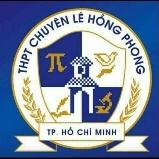 THPT CHUYÊN LÊ HỒNG PHONG
π
TP. HỒ CHÍ MINH